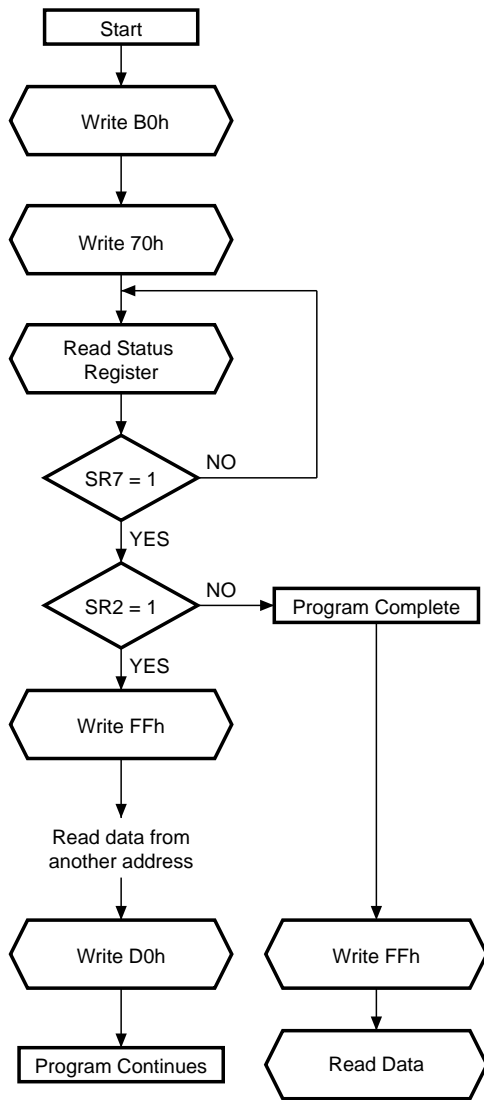 Start
Write B0h
Write 70h
Read Status
Register
NO
SR7 = 1
YES
NO
SR2 = 1
Program Complete
YES
Write FFh
Read data from
another address
Write D0h
Write FFh
Program Continues
Read Data